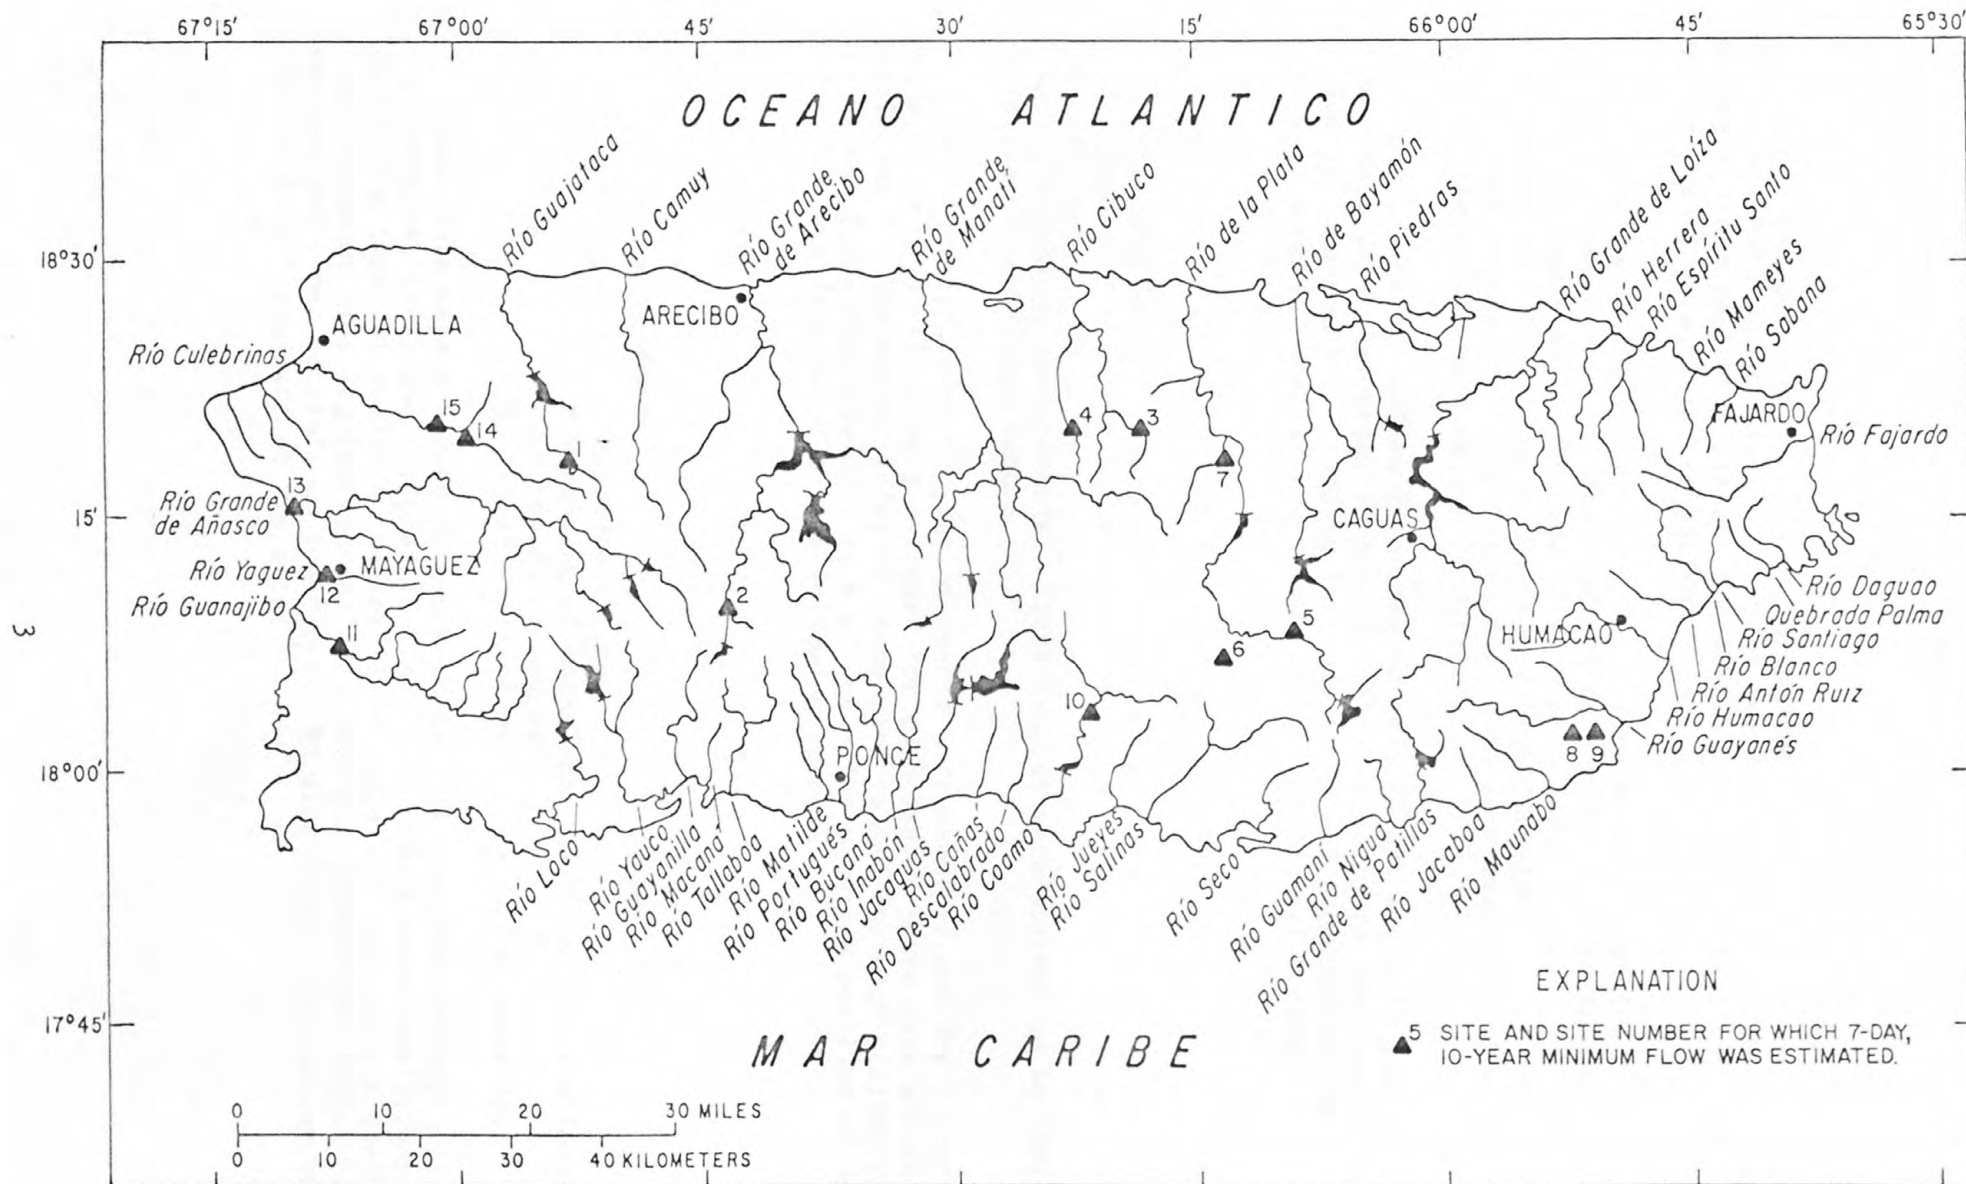 67°15′ 67°00′ 45′ 30′ 15′ 66°00′ 45′ 65°30′
OCEANO ATLANTICO
Río Guajataca
Río Camuy
Río Grande
de Arecibo
Río Grande
de Manatí
Río Cibuco
Río de la Plata
Río de Bayamón
Río Piedras
Río Grande de Loíza
Río Herrera
Río Espíritu Santo
Río Mameyes
Río Sabana
18°30′
AGUADILLA
ARECIBO
Río Culebrinas
FAJARDO
Río Fajardo
15
14
1
4
3
7
13
Río Grande
de Añasco
15′
CAGUAS
MAYAGUEZ
Río Yaguez
12
Río Guanajibo
11
2
5
6
10
HUMACAO
Río Daguao
Quebrada Palma
Río Santiago
Río Blanco
Río Antón Ruiz
Río Humacao
Río Guayanés
8 9
PONCE
18°00′
Río Loco
Río Yauco
Río Guayanilla
Río Macaná
Río Tallaboa
Río Matilde
Río Portugués
Río Bucaná
Río Inabón
Río Jacaguas
Río Cañas
Río Descalabrado
Río Coamo
Río Jueyes
Río Salinas
Río Seco
Río Guamaní
Río Nigua
Río Grande de Patillas
Río Jacaboa
Río Maunabo
17°45′
MAR CARIBE
EXPLANATION
5 SITE AND SITE NUMBER FOR WHICH 7-DAY,
10-YEAR MINIMUM FLOW WAS ESTIMATED.
0 10 20 30 MILES
0 10 20 30 40 KILOMETERS
3